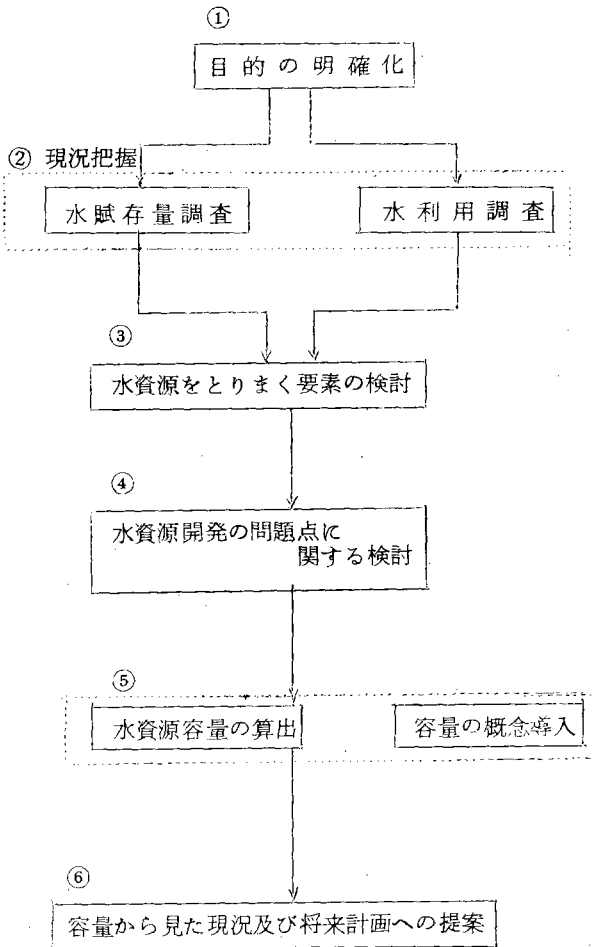 ①
目的の明確化
② 現況把握
水賦存量調査
水利用調査
③
水資源をとりまく要素の検討
④
水資源開発の問題点に
関する検討
⑤
水資源容量の算出
容量の概念導入
⑥
容量から見た現況及び将来計画への提案